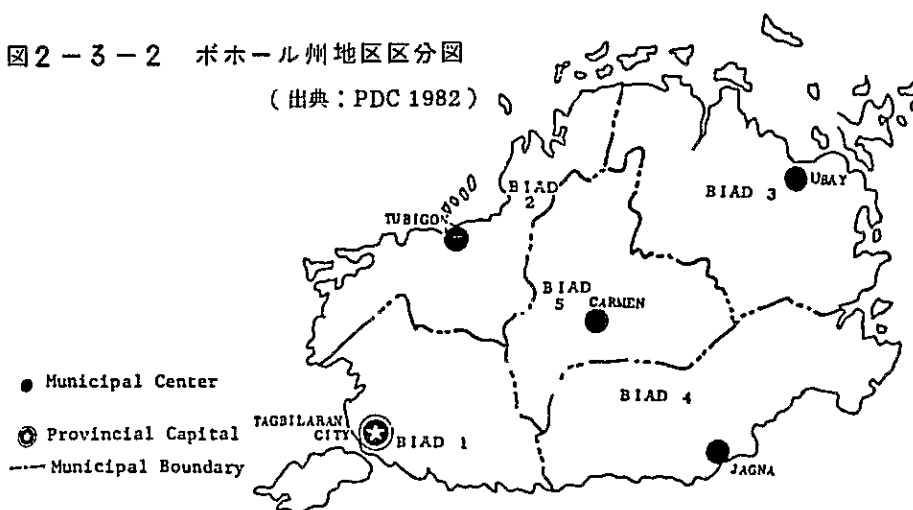 図2-3-2 ボホール州地区区分図
(出典:PDC 1982)
BIAD
2
BIAD 3
UBAY
TUBIGON
BIAD
5
CARMEN
BIAD 4
Municipal Center
TAGBILARAN
CITY
Provincial Capital
BIAD 1
Municipal Boundary
JAGNA